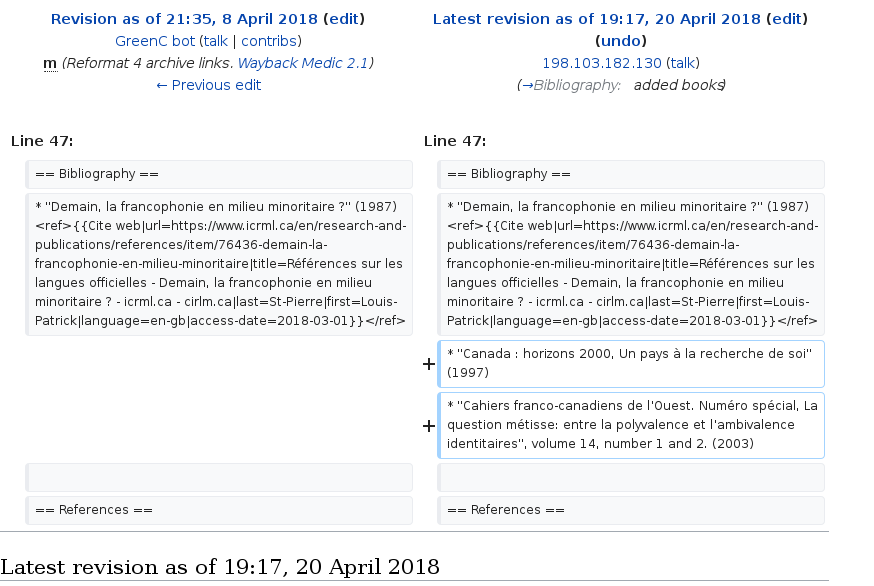 Revision as of 21:35, 8 April 2018 (edit)
GreenC bot (talk | contribs)
m (Reformat 4 archive links. Wayback Medic 2.1)
← Previous edit
Latest revision as of 19:17, 20 April 2018 (edit)
(undo)
198.103.182.130 (talk)
(→Bibliography: added books)
Line 47:
Line 47:
== Bibliography ==
== Bibliography ==
* "Demain, la francophonie en milieu minoritaire ?" (1987)
<ref>{{Cite web|url=https://www.icrml.ca/en/research-and-
publications/references/item/76436-demain-la-
francophonie-en-milieu-minoritaire|title=Références sur les
langues officielles - Demain, la francophonie en milieu
minoritaire ? - icrml.ca - cirlm.ca|last=St-Pierre|first=Louis-
Patrick|language=en-gb|access-date=2018-03-01}}</ref>
* "Demain, la francophonie en milieu minoritaire ?" (1987)
<ref>{{Cite web|url=https://www.icrml.ca/en/research-and-
publications/references/item/76436-demain-la-
francophonie-en-milieu-minoritaire|title=Références sur les
langues officielles - Demain, la francophonie en milieu
minoritaire ? - icrml.ca - cirlm.ca|last=St-Pierre|first=Louis-
Patrick|language=en-gb|access-date=2018-03-01}}</ref>
+ * "Canada : horizons 2000, Un pays à la recherche de soi"
(1997)
+ * "Cahiers franco-canadiens de l'Ouest. Numéro spécial, La
question métisse: entre la polyvalence et l'ambivalence
identitaires", volume 14, number 1 and 2. (2003)
== References ==
== References ==
Latest revision as of 19:17, 20 April 2018